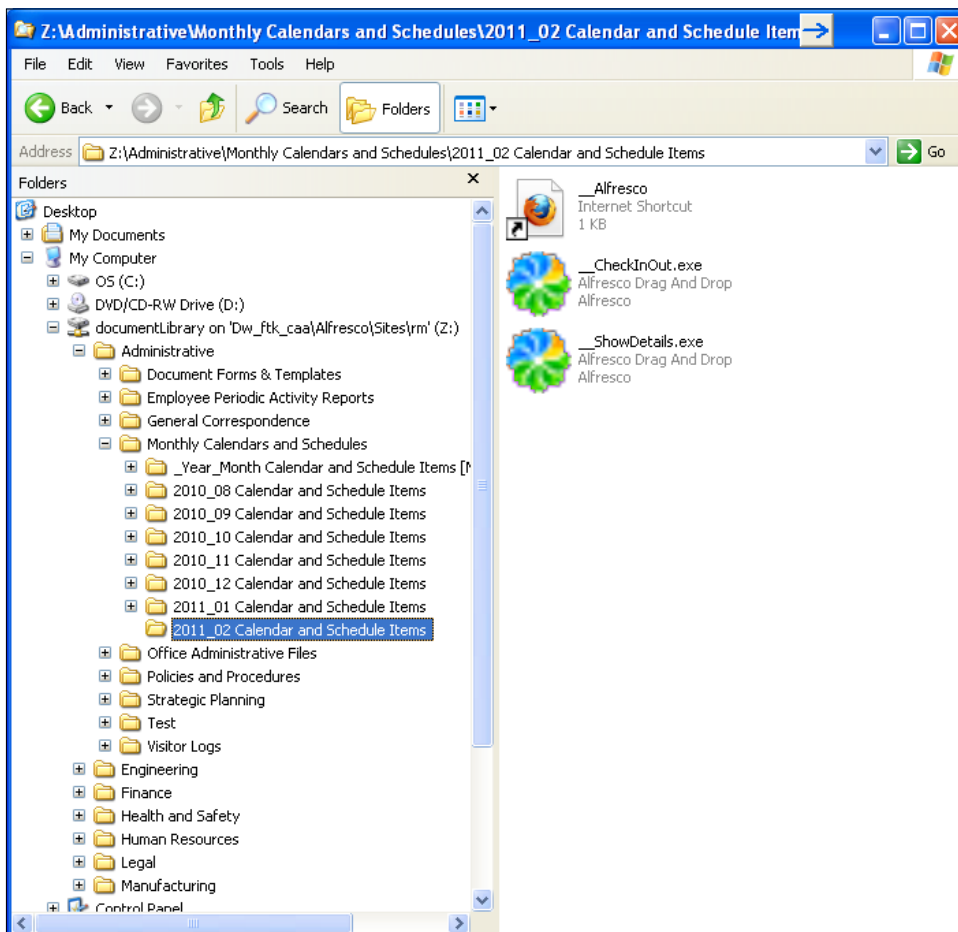 Z:\Administrative\Monthly Calendars and Schedules\2011_02 Calendar and Schedule Item
File Edit View Favorites Tools Help
Back Search Folders
Address Z:\Administrative\Monthly Calendars and Schedules\2011_02 Calendar and Schedule Items Go
Folders x
Desktop
My Documents
My Computer
OS (C:)
DVD/CD-RW Drive (D:)
documentLibrary on 'Dw_ftk_caa\Alfresco\Sites\rm' (Z:)
Administrative
Document Forms & Templates
Employee Periodic Activity Reports
General Correspondence
Monthly Calendars and Schedules
_Year_Month Calendar and Schedule Items [
2010_08 Calendar and Schedule Items
2010_09 Calendar and Schedule Items
2010_10 Calendar and Schedule Items
2010_11 Calendar and Schedule Items
2010_12 Calendar and Schedule Items
2011_01 Calendar and Schedule Items
2011_02 Calendar and Schedule Items
Office Administrative Files
Policies and Procedures
Strategic Planning
Test
Visitor Logs
Engineering
Finance
Health and Safety
Human Resources
Legal
Manufacturing
Control Panel
__Alfresco
Internet Shortcut
1 KB
__CheckInOut.exe
Alfresco Drag And Drop
Alfresco
__ShowDetails.exe
Alfresco Drag And Drop
Alfresco